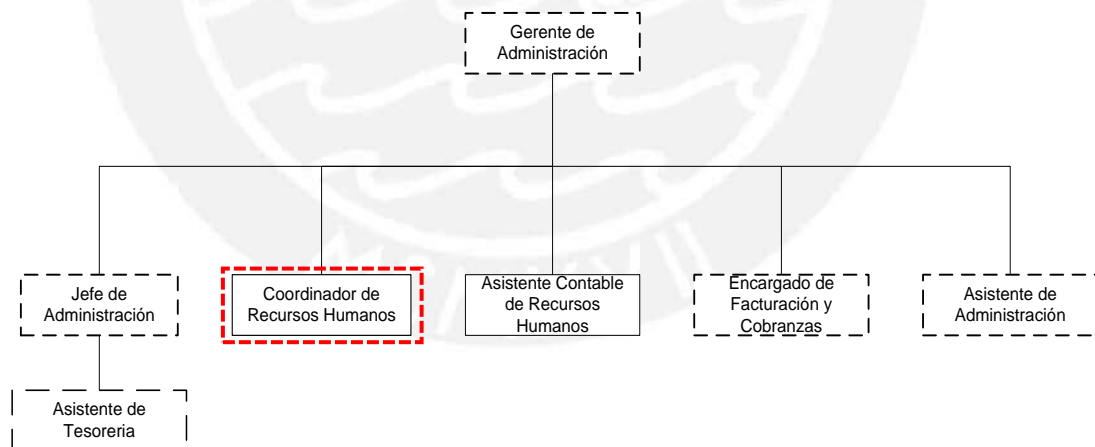 Gerente de
Administración
Jefe de
Administración
Coordinador de
Recursos Humanos
Asistente Contable
de Recursos
Humanos
Encargado de
Facturación y
Cobranzas
Asistente de
Administración
Asistente de
Tesoreria